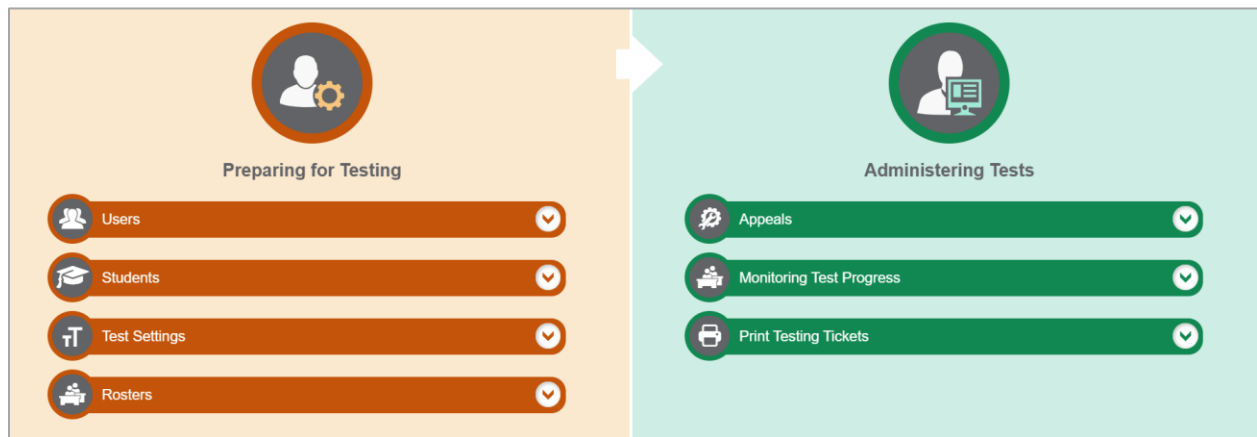 Preparing for Testing
Users
Students
Test Settings
Rosters
Administering Tests
Appeals
Monitoring Test Progress
Print Testing Tickets